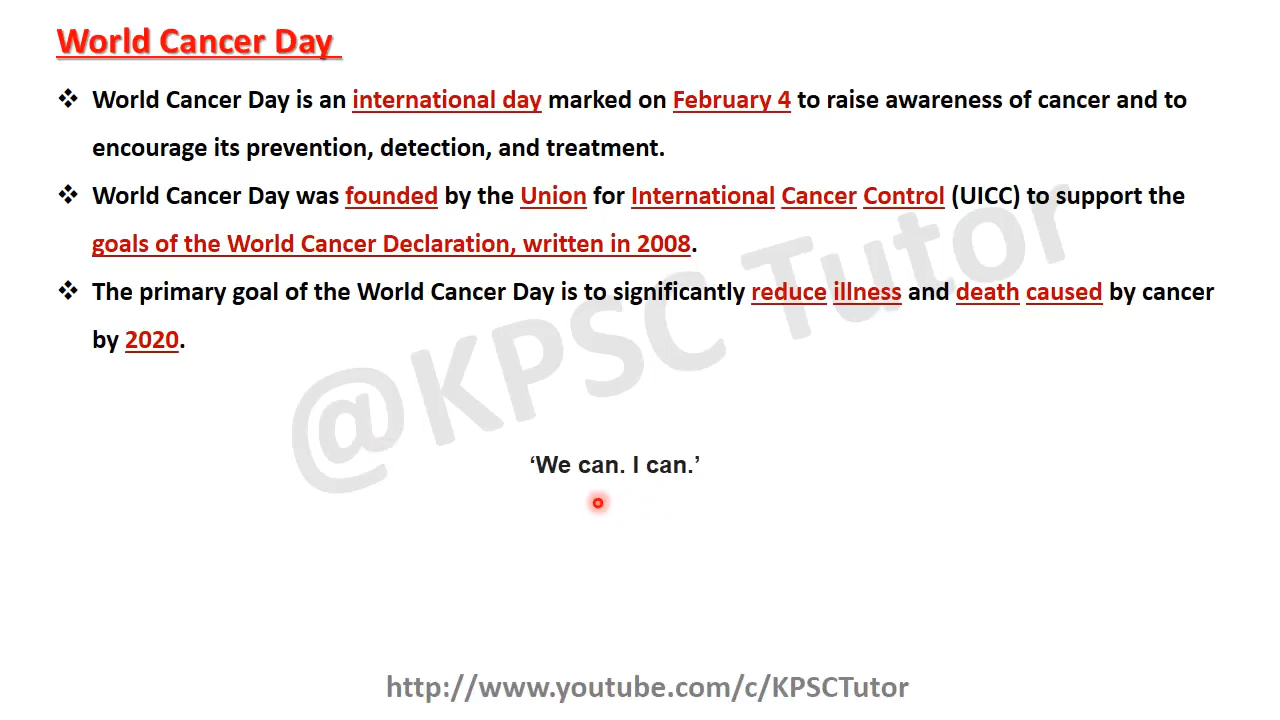 World Cancer Day
❖ World Cancer Day is an international day marked on February 4 to raise awareness of cancer and to
encourage its prevention, detection, and treatment.
❖ World Cancer Day was founded by the Union for International Cancer Control (UICC) to support the
goals of the World Cancer Declaration, written in 2008.
❖ The primary goal of the World Cancer Day is to significantly reduce illness and death caused by cancer
by 2020.
@KPSC Tutor
‘We can. I can.’
http://www.youtube.com/c/KPSCTutor